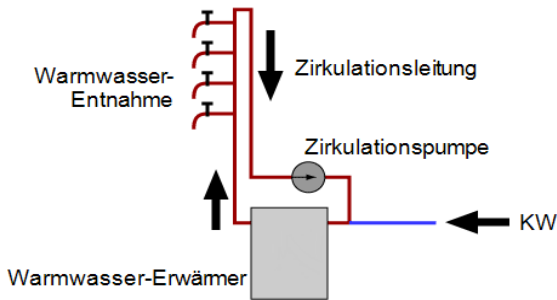 Warmwasser-
Entnahme
Zirkulationsleitung
Zirkulationspumpe
KW
Warmwasser-Erwärmer